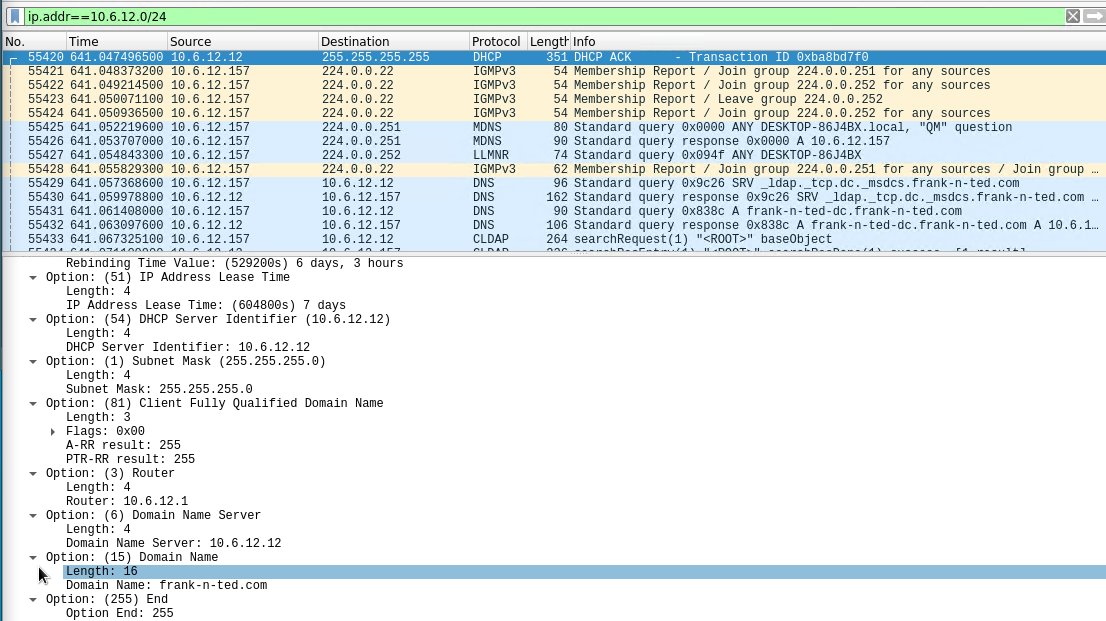 ip.addr==10.6.12.0/24
No. Time Source Destination Protocol Length Info
55420 641.047496500 10.6.12.12 255.255.255.255 DHCP 351 DHCP ACK - Transaction ID 0xba8bd7f0
55421 641.048373200 10.6.12.157 224.0.0.22 IGMPv3 54 Membership Report / Join group 224.0.0.251 for any sources
55422 641.049214500 10.6.12.157 224.0.0.22 IGMPv3 54 Membership Report / Join group 224.0.0.252 for any sources
55423 641.050071100 10.6.12.157 224.0.0.22 IGMPv3 54 Membership Report / Leave group 224.0.0.252
55424 641.050936500 10.6.12.157 224.0.0.22 IGMPv3 54 Membership Report / Join group 224.0.0.252 for any sources
55425 641.052219600 10.6.12.157 224.0.0.251 MDNS 80 Standard query 0x0000 ANY DESKTOP-86J4BX.local, "QM" question
55426 641.053707000 10.6.12.157 224.0.0.251 MDNS 90 Standard query response 0x0000 A 10.6.12.157
55427 641.054843300 10.6.12.157 224.0.0.252 LLMNR 74 Standard query 0x094f ANY DESKTOP-86J4BX
55428 641.055829300 10.6.12.157 224.0.0.22 IGMPv3 62 Membership Report / Join group 224.0.0.251 for any sources / Join group …
55429 641.057368600 10.6.12.157 10.6.12.12 DNS 96 Standard query 0x9c26 SRV _ldap._tcp.dc._msdcs.frank-n-ted.com
55430 641.059978800 10.6.12.12 10.6.12.157 DNS 162 Standard query response 0x9c26 SRV _ldap._tcp.dc._msdcs.frank-n-ted.com …
55431 641.061408000 10.6.12.157 10.6.12.12 DNS 90 Standard query 0x838c A frank-n-ted-dc.frank-n-ted.com
55432 641.063097600 10.6.12.12 10.6.12.157 DNS 106 Standard query response 0x838c A frank-n-ted-dc.frank-n-ted.com A 10.6.1…
55433 641.067325100 10.6.12.157 10.6.12.12 CLDAP 264 searchRequest(1) "<ROOT>" baseObject
Rebinding Time Value: (529200s) 6 days, 3 hours
Option: (51) IP Address Lease Time
Length: 4
IP Address Lease Time: (604800s) 7 days
Option: (54) DHCP Server Identifier (10.6.12.12)
Length: 4
DHCP Server Identifier: 10.6.12.12
Option: (1) Subnet Mask (255.255.255.0)
Length: 4
Subnet Mask: 255.255.255.0
Option: (81) Client Fully Qualified Domain Name
Length: 3
Flags: 0x00
A-RR result: 255
PTR-RR result: 255
Option: (3) Router
Length: 4
Router: 10.6.12.1
Option: (6) Domain Name Server
Length: 4
Domain Name Server: 10.6.12.12
Option: (15) Domain Name
Length: 16
Domain Name: frank-n-ted.com
Option: (255) End
Option End: 255